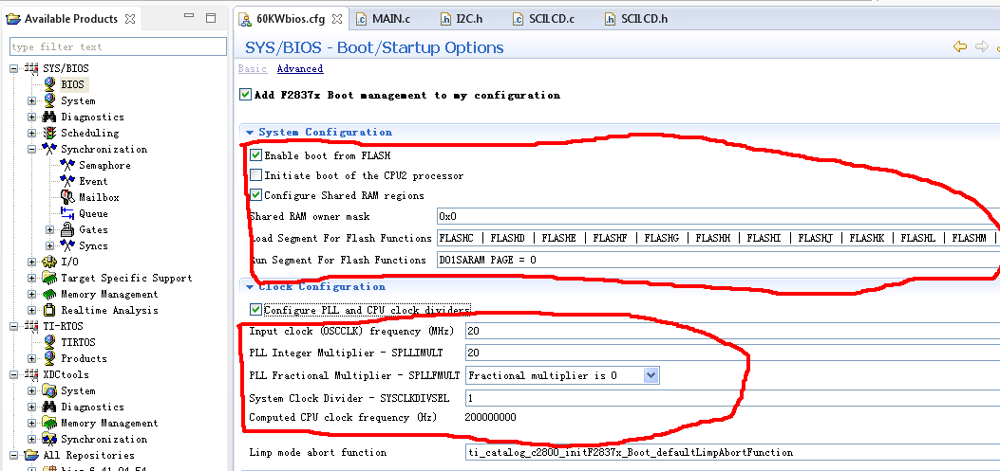 Available Products
type filter text
SYS/BIOS
BIOS
System
Diagnostics
Scheduling
Synchronization
Semaphore
Event
Mailbox
Queue
Gates
Syncs
I/O
Target Specific Support
Memory Management
Realtime Analysis
TI-RTOS
TIRTOS
Products
XDCtools
System
Diagnostics
Memory Management
Synchronization
All Repositories
60KWbios.cfg
MAIN.c
I2C.h
SCILCD.c
SCILCD.h
SYS/BIOS - Boot/Startup Options
Basic Advanced
Add F2837x Boot management to my configuration
System Configuration
Enable boot from FLASH
Initiate boot of the CPU2 processor
Configure Shared RAM regions
Shared RAM owner mask 0x0
Load Segment For Flash Functions FLASHC | FLASHD | FLASHE | FLASHF | FLASHG | FLASHH | FLASHI | FLASHJ | FLASHK | FLASHL | FLASHM |
Run Segment For Flash Functions D01SARAM PAGE = 0
Clock Configuration
Configure PLL and CPU clock dividers
Input clock (OSCCLK) frequency (MHz) 20
PLL Integer Multiplier - SPLLIMULT 20
PLL Fractional Multiplier - SPLLFMULT Fractional multiplier is 0
System Clock Divider - SYSCLKDIVSEL 1
Computed CPU clock frequency (Hz) 200000000
Limp mode abort function ti_catalog_c2800_initF2837x_Boot_defaultLimpAbortFunction